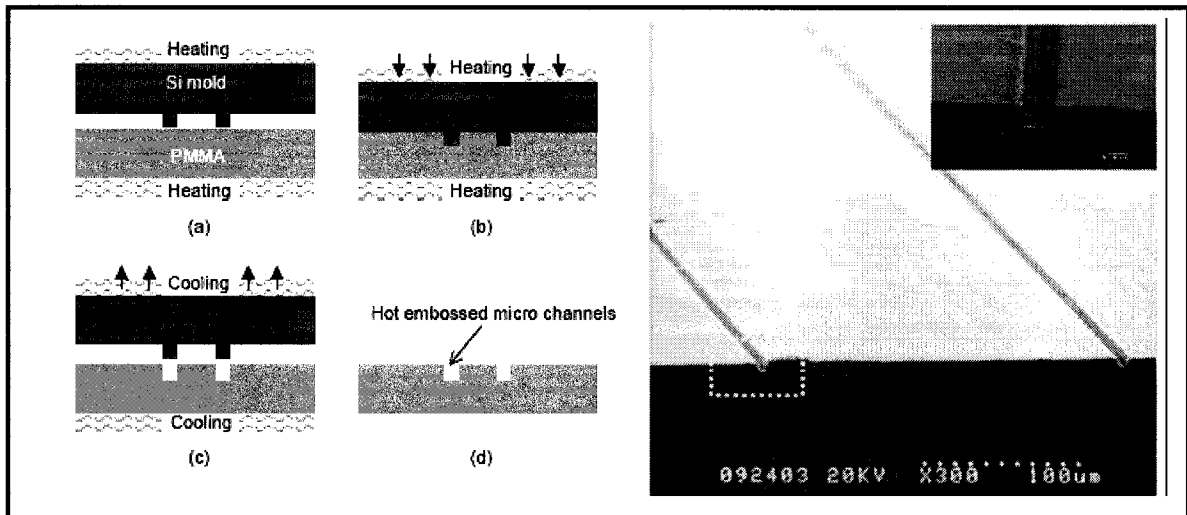 Heating
Si mold
PMMA
Heating
(a)
Heating
Heating
(b)
Cooling
Cooling
(c)
Hot embossed micro channels
(d)
092403 20KV X300 100um